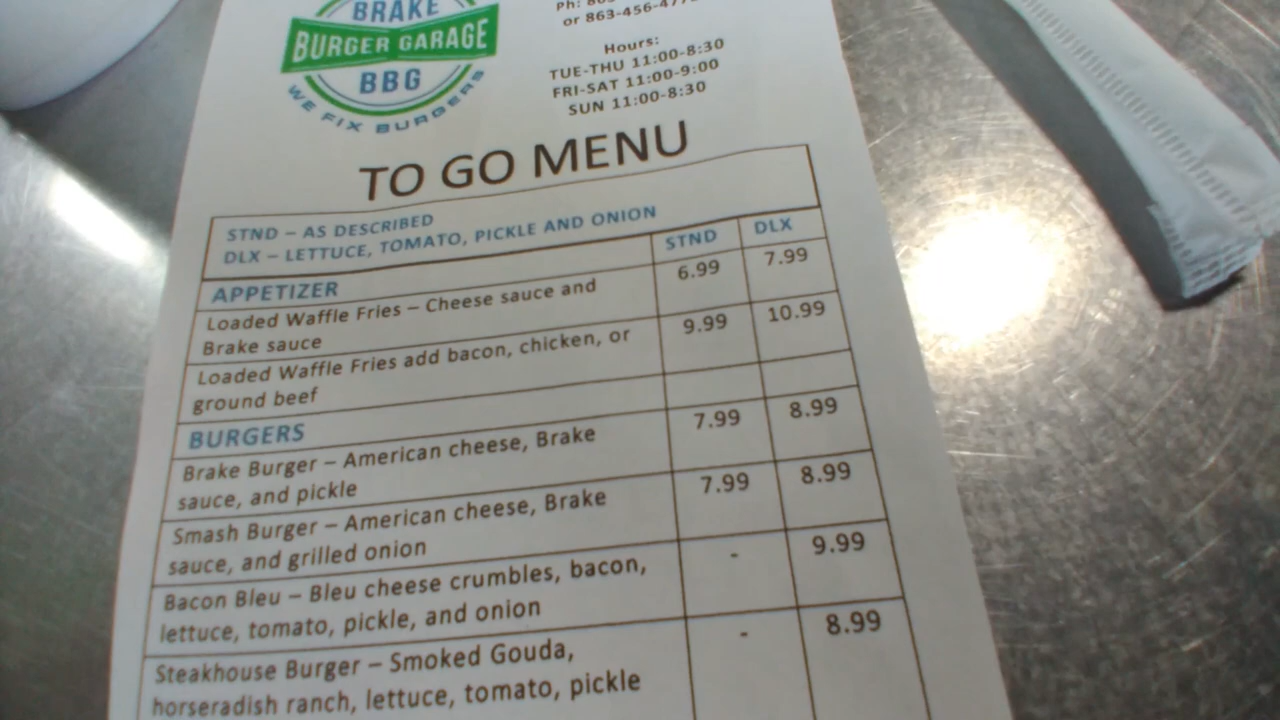 BRAKE
BURGER GARAGE
BBG
WE FIX BURGERS
Ph:
or 863-456-
Hours:
TUE-THU 11:00-8:30
FRI-SAT 11:00-9:00
SUN 11:00-8:30
TO GO MENU
STND – AS DESCRIBED
DLX – LETTUCE, TOMATO, PICKLE AND ONION
STND DLX
APPETIZER
Loaded Waffle Fries – Cheese sauce and 6.99 7.99
Brake sauce
Loaded Waffle Fries add bacon, chicken, or 9.99 10.99
ground beef
BURGERS
Brake Burger – American cheese, Brake 7.99 8.99
sauce, and pickle
Smash Burger – American cheese, Brake 7.99 8.99
sauce, and grilled onion
Bacon Bleu – Bleu cheese crumbles, bacon, - 9.99
lettuce, tomato, pickle, and onion
Steakhouse Burger – Smoked Gouda, - 8.99
horseradish ranch, lettuce, tomato, pickle